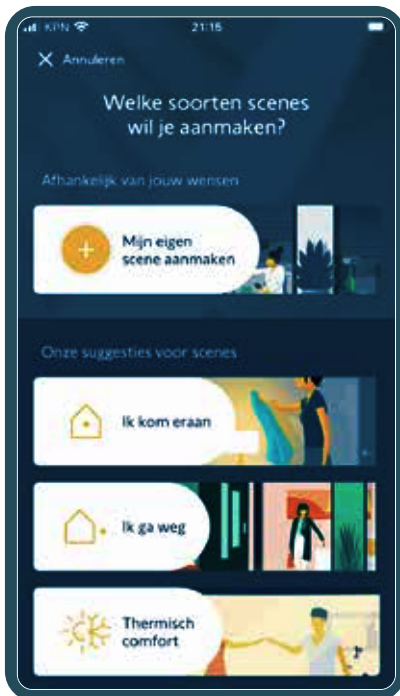 KPN 21:15
Annuleren
Welke soorten scenes
wil je aanmaken?
Afhankelijk van jouw wensen
Mijn eigen
scene aanmaken
Onze suggesties voor scenes
Ik kom eraan
Ik ga weg
Thermisch
comfort